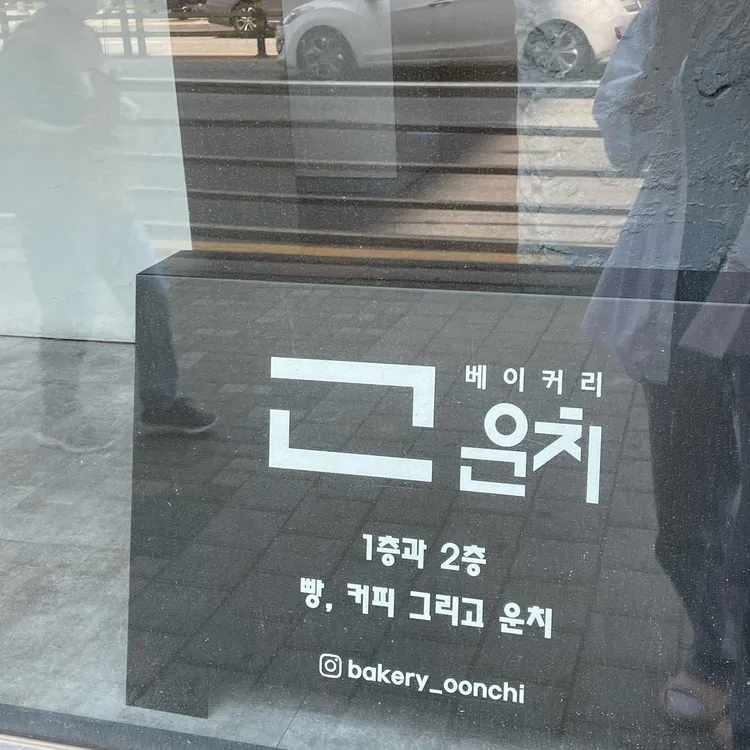 베이커리
운치
1층과 2층
빵, 커피 그리고 운치
bakery_oonchi